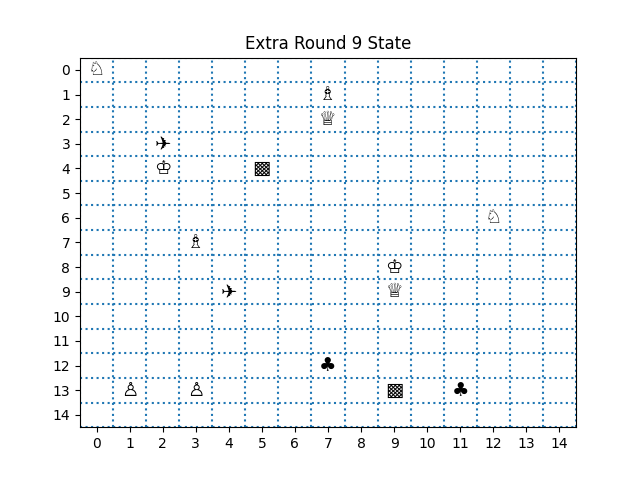 Extra Round 9 State
0 ♘
1 ♗
2 ♕
3 ✈
4 ♔ ▩
5
6 ♘
7 ♗
8 ♔
9 ✈ ♕
10
11
12 ♣
13 ♙ ♙ ▩ ♣
14
0 1 2 3 4 5 6 7 8 9 10 11 12 13 14